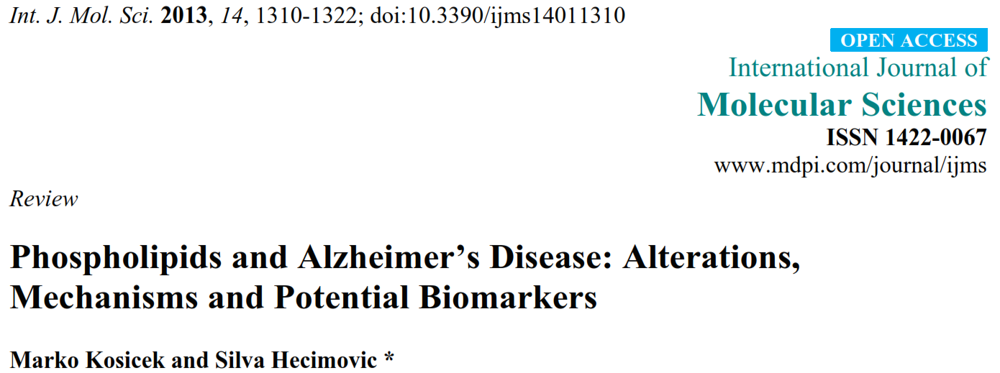 Int. J. Mol. Sci. 2013, 14, 1310-1322; doi:10.3390/ijms14011310
OPEN ACCESS
International Journal of
Molecular Sciences
ISSN 1422-0067
www.mdpi.com/journal/ijms
Review
Phospholipids and Alzheimer’s Disease: Alterations,
Mechanisms and Potential Biomarkers
Marko Kosicek and Silva Hecimovic *